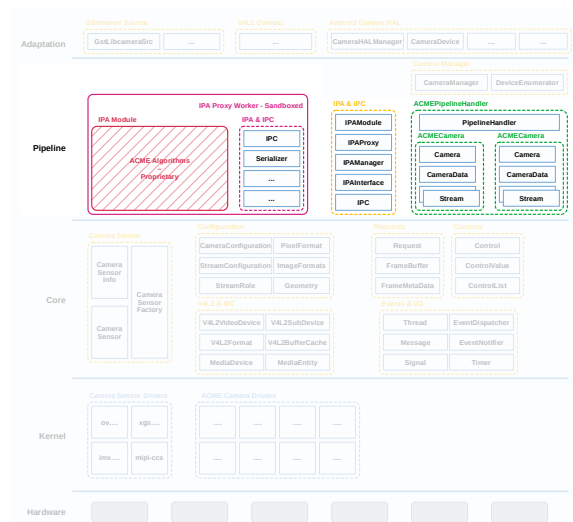 GStreamer Source
V4L2 Compat
Android Camera HAL
Adaptation
GstLibcameraSrc
...
...
CameraHALManager
CameraDevice
...
...
Camera Manager
CameraManager
DeviceEnumerator
Pipeline
IPA Proxy Worker - Sandboxed
IPA Module
ACME Algorithms
–
Proprietary
IPA & IPC
IPC
Serializer
...
...
IPA & IPC
IPAModule
IPAProxy
IPAManager
IPAInterface
IPC
ACMEPipelineHandler
PipelineHandler
ACMECamera
Camera
CameraData
Stream
ACMECamera
Camera
CameraData
Stream
Core
Camera Sensor
Camera
Sensor
Info
Camera
Sensor
Camera
Sensor
Factory
Configuration
CameraConfiguration
PixelFormat
StreamConfiguration
ImageFormats
StreamRole
Geometry
Requests
Request
FrameBuffer
FrameMetaData
Controls
Control
ControlValue
ControlList
V4L2 & MC
V4L2VideoDevice
V4L2SubDevice
V4L2Format
V4L2BufferCache
MediaDevice
MediaEntity
Events & I/O
Thread
EventDispatcher
Message
EventNotifier
Signal
Timer
Kernel
Camera Sensor Drivers
ov....
xgs....
imx....
mipi-ccs
ACME Camera Drivers
....
....
....
....
....
....
....
....
Hardware